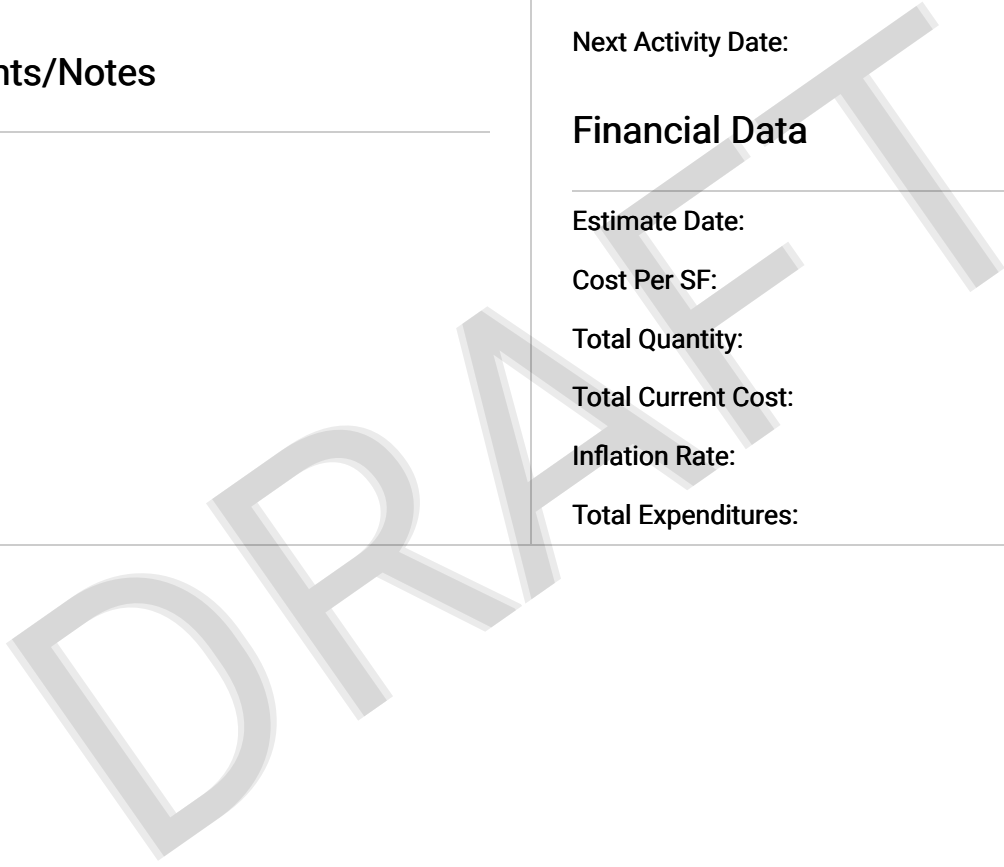 nts/Notes
Next Activity Date:
Financial Data
Estimate Date:
Cost Per SF:
Total Quantity:
Total Current Cost:
Inflation Rate:
Total Expenditures:
DRAFT